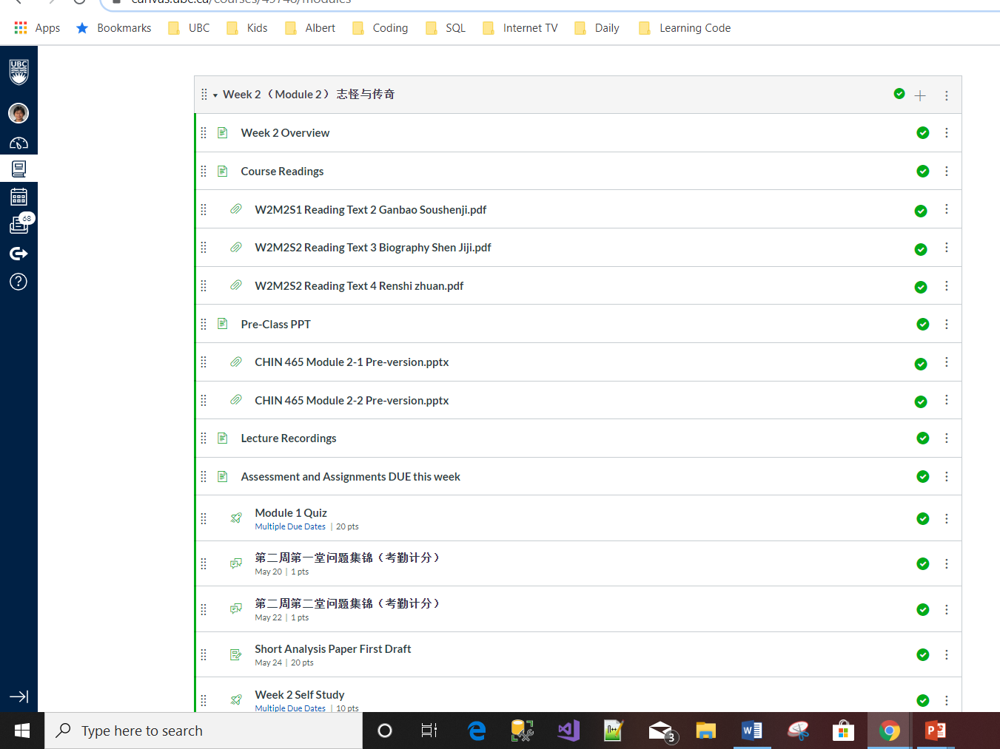 canvas.ubc.ca/courses/49748/modules
Apps Bookmarks UBC Kids Albert Coding SQL Internet TV Daily Learning Code
UBC
Week 2 （Module 2） 志怪与传奇
Week 2 Overview
Course Readings
W2M2S1 Reading Text 2 Ganbao Soushenji.pdf
68
W2M2S2 Reading Text 3 Biography Shen Jiji.pdf
W2M2S2 Reading Text 4 Renshi zhuan.pdf
Pre-Class PPT
CHIN 465 Module 2-1 Pre-version.pptx
CHIN 465 Module 2-2 Pre-version.pptx
Lecture Recordings
Assessment and Assignments DUE this week
Module 1 Quiz
Multiple Due Dates | 20 pts
第二周第一堂问题集锦（考勤计分）
May 20 | 1 pts
第二周第二堂问题集锦（考勤计分）
May 22 | 1 pts
Short Analysis Paper First Draft
May 24 | 20 pts
Week 2 Self Study
Multiple Due Dates | 10 pts
Type here to search
3